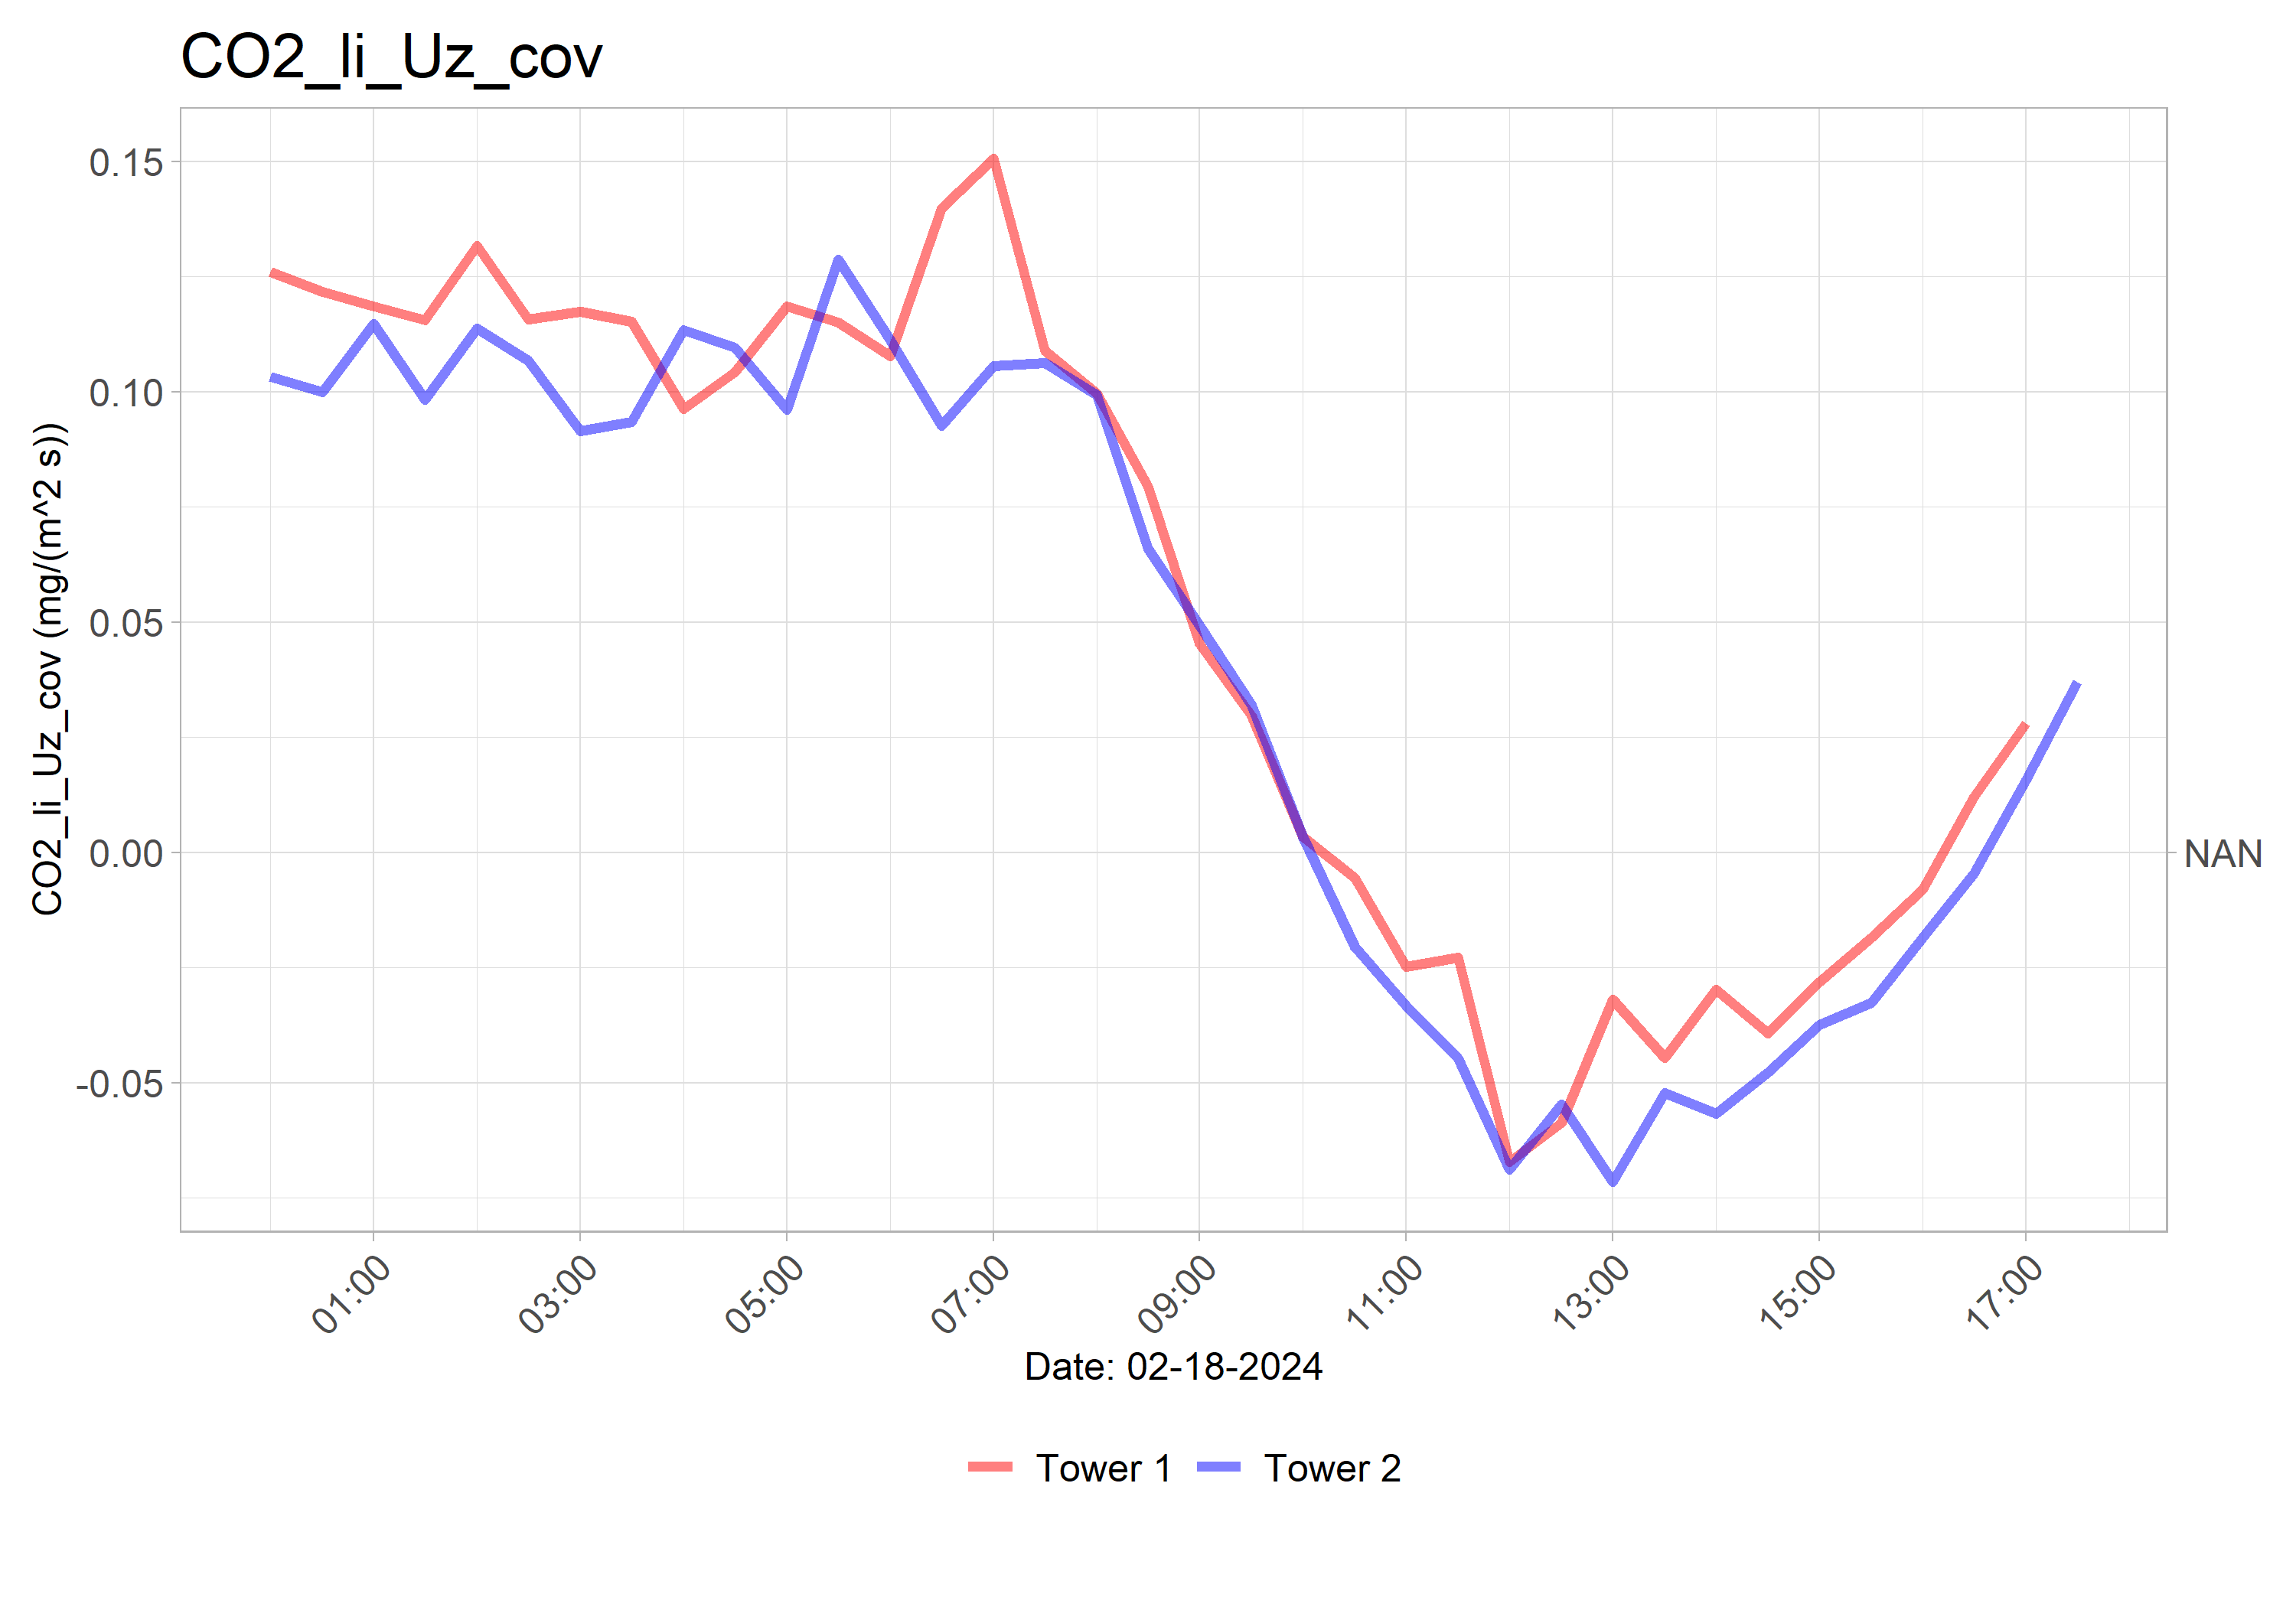 CO2_li_Uz_cov
CO2_li_Uz_cov (mg/(m^2 s))
0.15
0.10
0.05
0.00
-0.05
NAN
01:00
03:00
05:00
07:00
09:00
11:00
13:00
15:00
17:00
Date: 02-18-2024
Tower 1 Tower 2